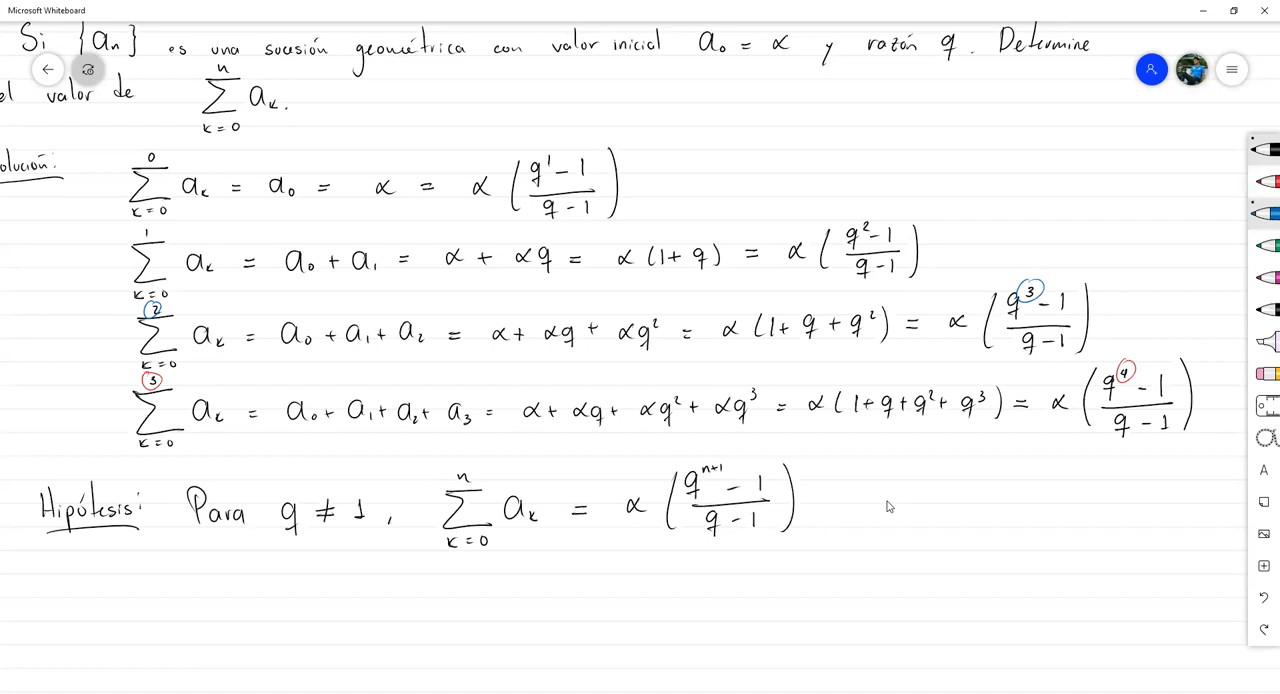 Microsoft Whiteboard
Si {aₙ} es una sucesión geométrica con valor inicial a₀ = α y razón q. Determine
el valor de ∑_{k=0}^{n} aₖ.
olución:
∑_{k=0}^{0} aₖ = a₀ = α = α ((q¹ - 1)/(q - 1))
∑_{k=0}^{1} aₖ = a₀ + a₁ = α + αq = α(1 + q) = α ((q² - 1)/(q - 1))
∑_{k=0}^{2} aₖ = a₀ + a₁ + a₂ = α + αq + αq² = α(1 + q + q²) = α ((q³ - 1)/(q - 1))
∑_{k=0}^{3} aₖ = a₀ + a₁ + a₂ + a₃ = α + αq + αq² + αq³ = α(1 + q + q² + q³) = α ((q⁴ - 1)/(q - 1))
Hipótesis: Para q ≠ 1, ∑_{k=0}^{n} aₖ = α ((qⁿ⁺¹ - 1)/(q - 1))